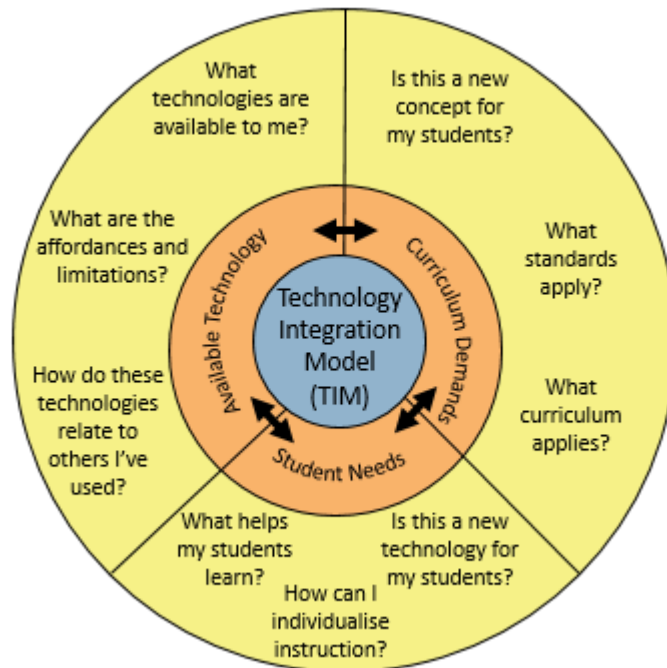 What
technologies are
available to me?
Is this a new
concept for
my students?
What are the
affordances and
limitations?
What
standards
apply?
How do these
technologies
relate to
others I've
used?
What
curriculum
applies?
What helps
my students
learn?
How can I
individualise
instruction?
Is this a new
technology for
my students?
Available Technology
Curriculum Demands
Student Needs
Technology
Integration
Model
(TIM)